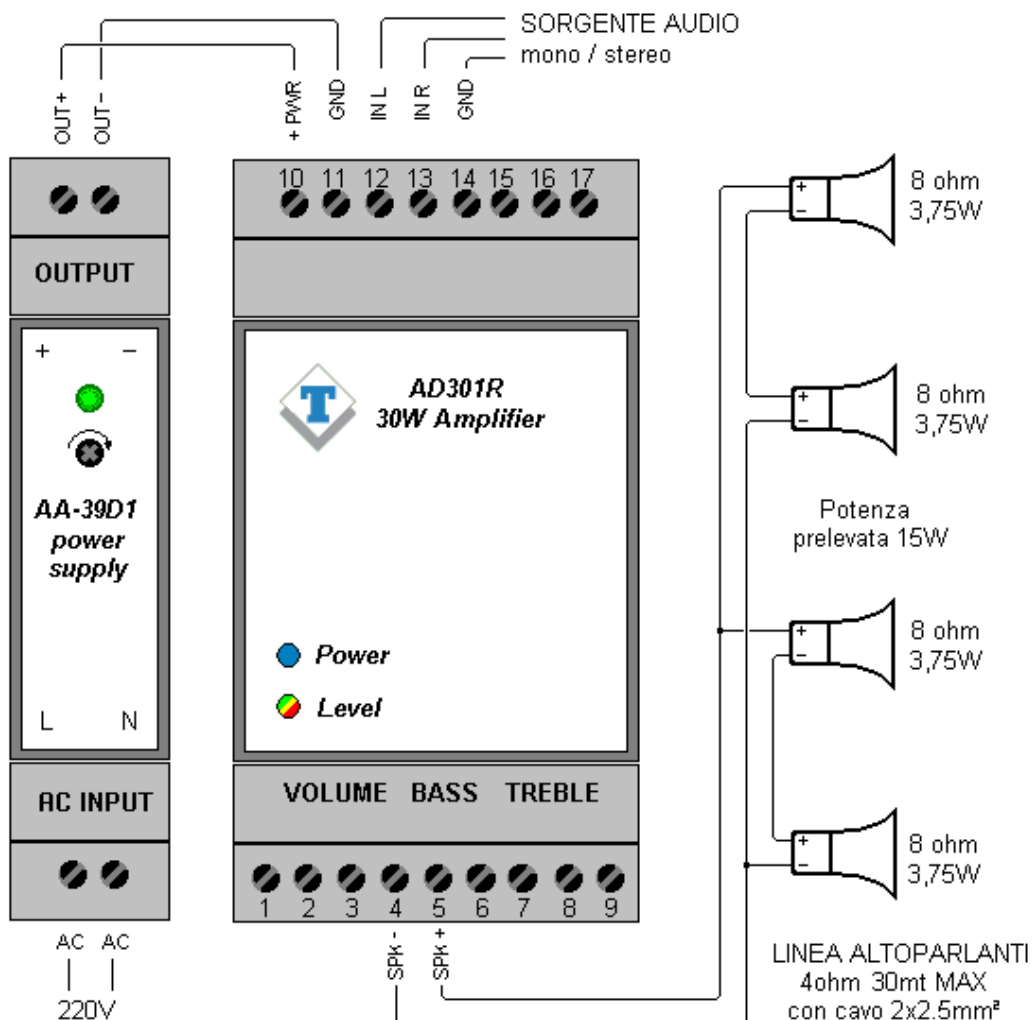 SORGENTE AUDIO
mono / stereo
OUT+
OUT-
+ PWR
GND
IN L
IN R
GND
OUTPUT
+ -
AA-39D1
power
supply
L N
AC INPUT
AC AC
220V
10 11 12 13 14 15 16 17
T
AD301R
30W Amplifier
Power
Level
VOLUME BASS TREBLE
1 2 3 4 5 6 7 8 9
SPK -
SPK +
+
-
8 ohm
3,75W
+
-
8 ohm
3,75W
Potenza
prelevata 15W
+
-
8 ohm
3,75W
+
-
8 ohm
3,75W
LINEA ALTOPARLANTI
4ohm 30mt MAX
con cavo 2x2.5mm²